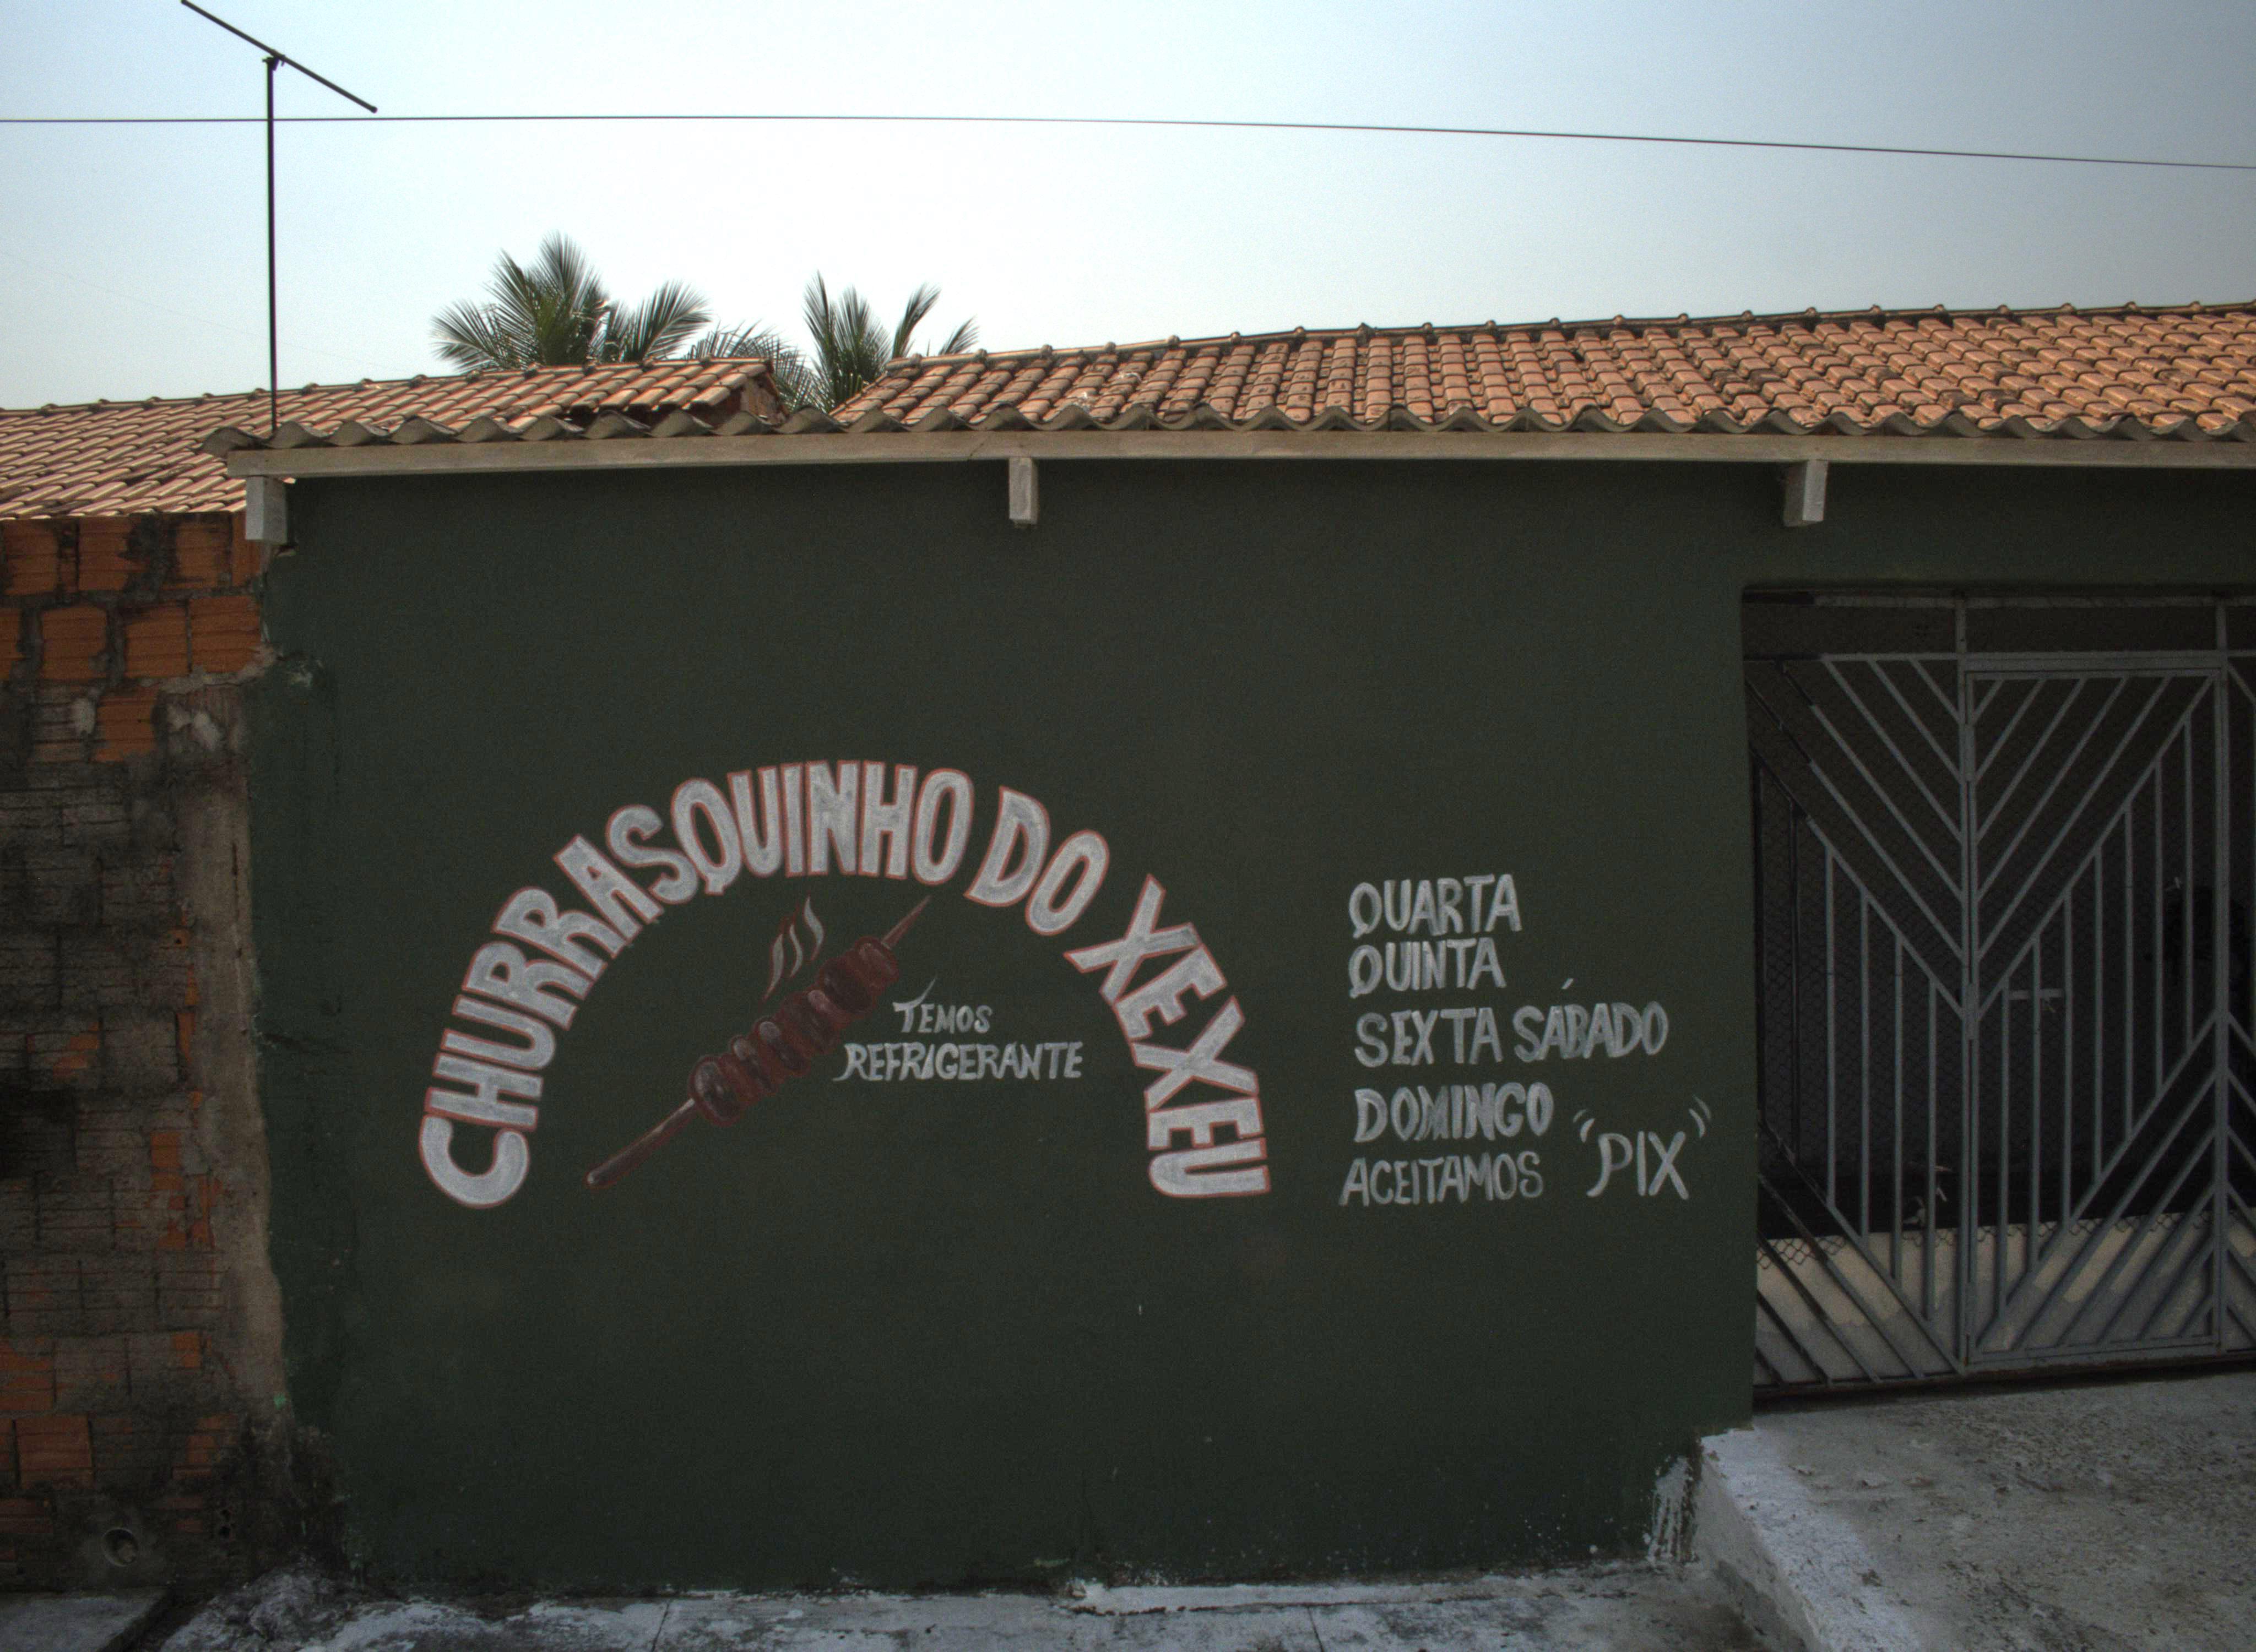 CHURRASQUINHO DO XEXEU
TEMOS
REFRIGERANTE
QUARTA
QUINTA
SEXTA SÁBADO
DOMINGO
ACEITAMOS "PIX"